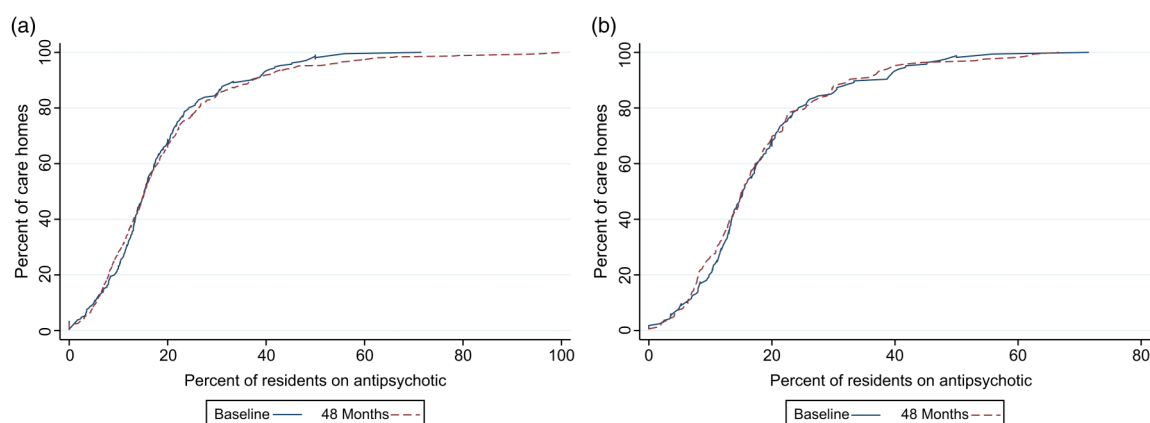 (a)
Percent of care homes
100
80
60
40
20
0
0 20 40 60 80 100
Percent of residents on antipsychotic
Baseline 48 Months
(b)
Percent of care homes
100
80
60
40
20
0
0 20 40 60 80
Percent of residents on antipsychotic
Baseline 48 Months